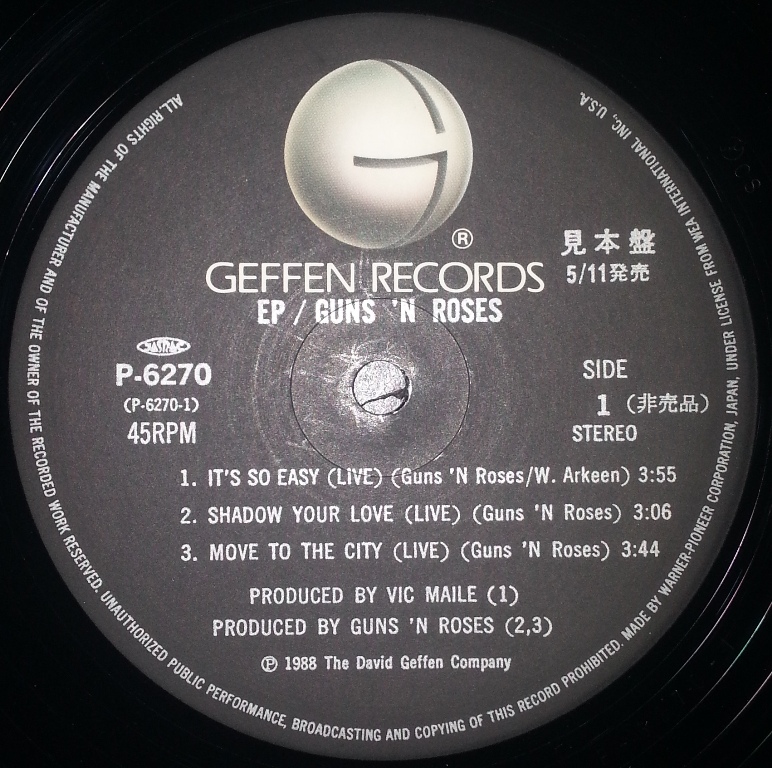 ®
見本盤
GEFFEN RECORDS
5/11発売
EP / GUNS 'N ROSES
JASRAC
P-6270
SIDE
(P-6270-1)
1 (非売品)
45RPM
STEREO
1. IT'S SO EASY (LIVE) (Guns 'N Roses/W. Arkeen) 3:55
2. SHADOW YOUR LOVE (LIVE) (Guns 'N Roses) 3:06
3. MOVE TO THE CITY (LIVE) (Guns 'N Roses) 3:44
PRODUCED BY VIC MAILE (1)
PRODUCED BY GUNS 'N ROSES (2,3)
℗ 1988 The David Geffen Company
ALL RIGHTS OF THE MANUFACTURER AND OF THE OWNER OF THE RECORDED WORK RESERVED. UNAUTHORIZED PUBLIC PERFORMANCE, BROADCASTING AND COPYING OF THIS RECORD PROHIBITED. MADE BY WARNER-PIONEER CORPORATION, JAPAN, UNDER LICENSE FROM WEA INTERNATIONAL INC., U.S.A.